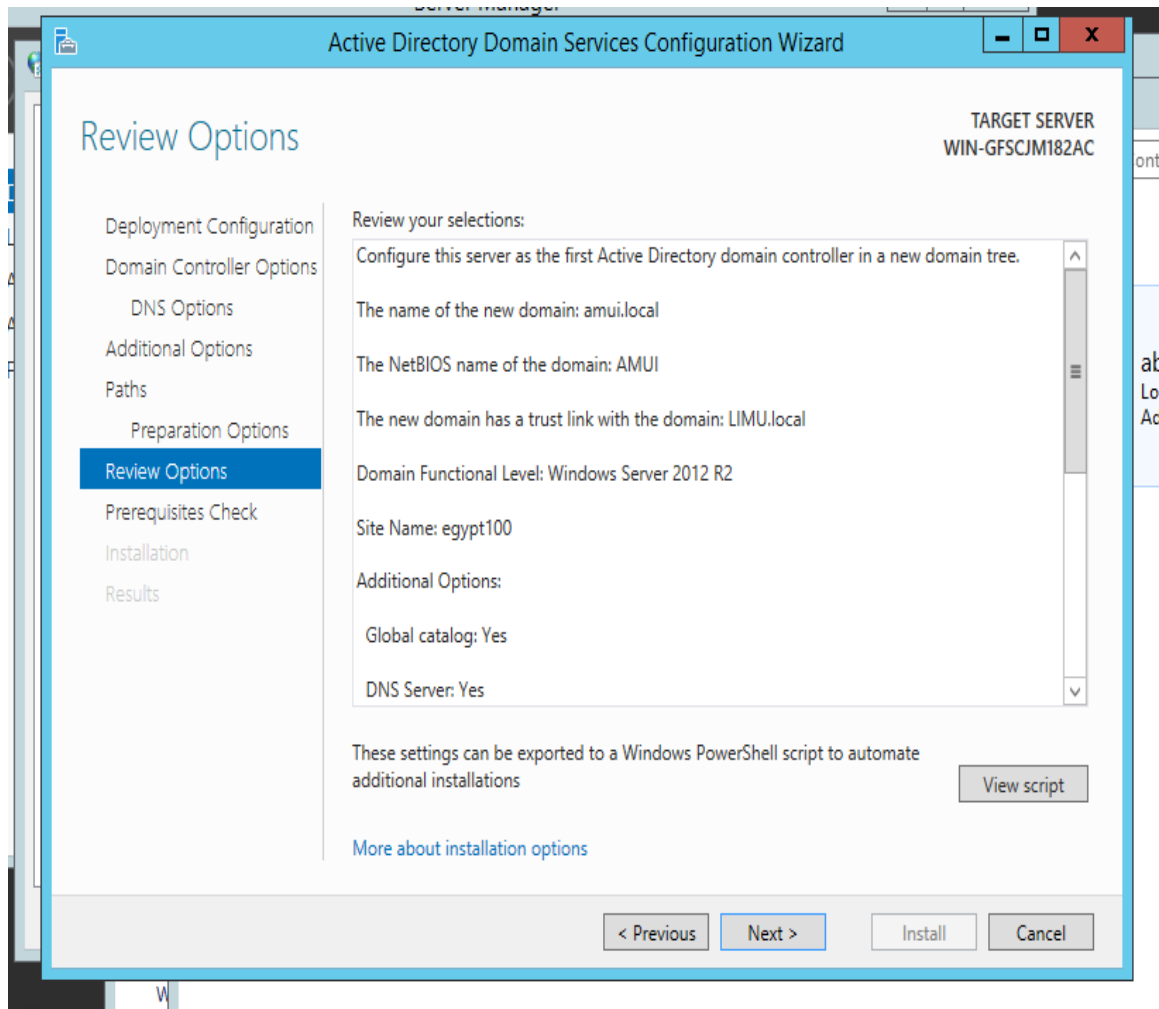 Server Manager
Active Directory Domain Services Configuration Wizard
Review Options
TARGET SERVER
WIN-GFSCJM182AC
Deployment Configuration
Domain Controller Options
DNS Options
Additional Options
Paths
Preparation Options
Review Options
Prerequisites Check
Installation
Results
Review your selections:
Configure this server as the first Active Directory domain controller in a new domain tree.
The name of the new domain: amui.local
The NetBIOS name of the domain: AMUI
The new domain has a trust link with the domain: LIMU.local
Domain Functional Level: Windows Server 2012 R2
Site Name: egypt100
Additional Options:
Global catalog: Yes
DNS Server: Yes
These settings can be exported to a Windows PowerShell script to automate
additional installations
View script
More about installation options
< Previous
Next >
Install
Cancel